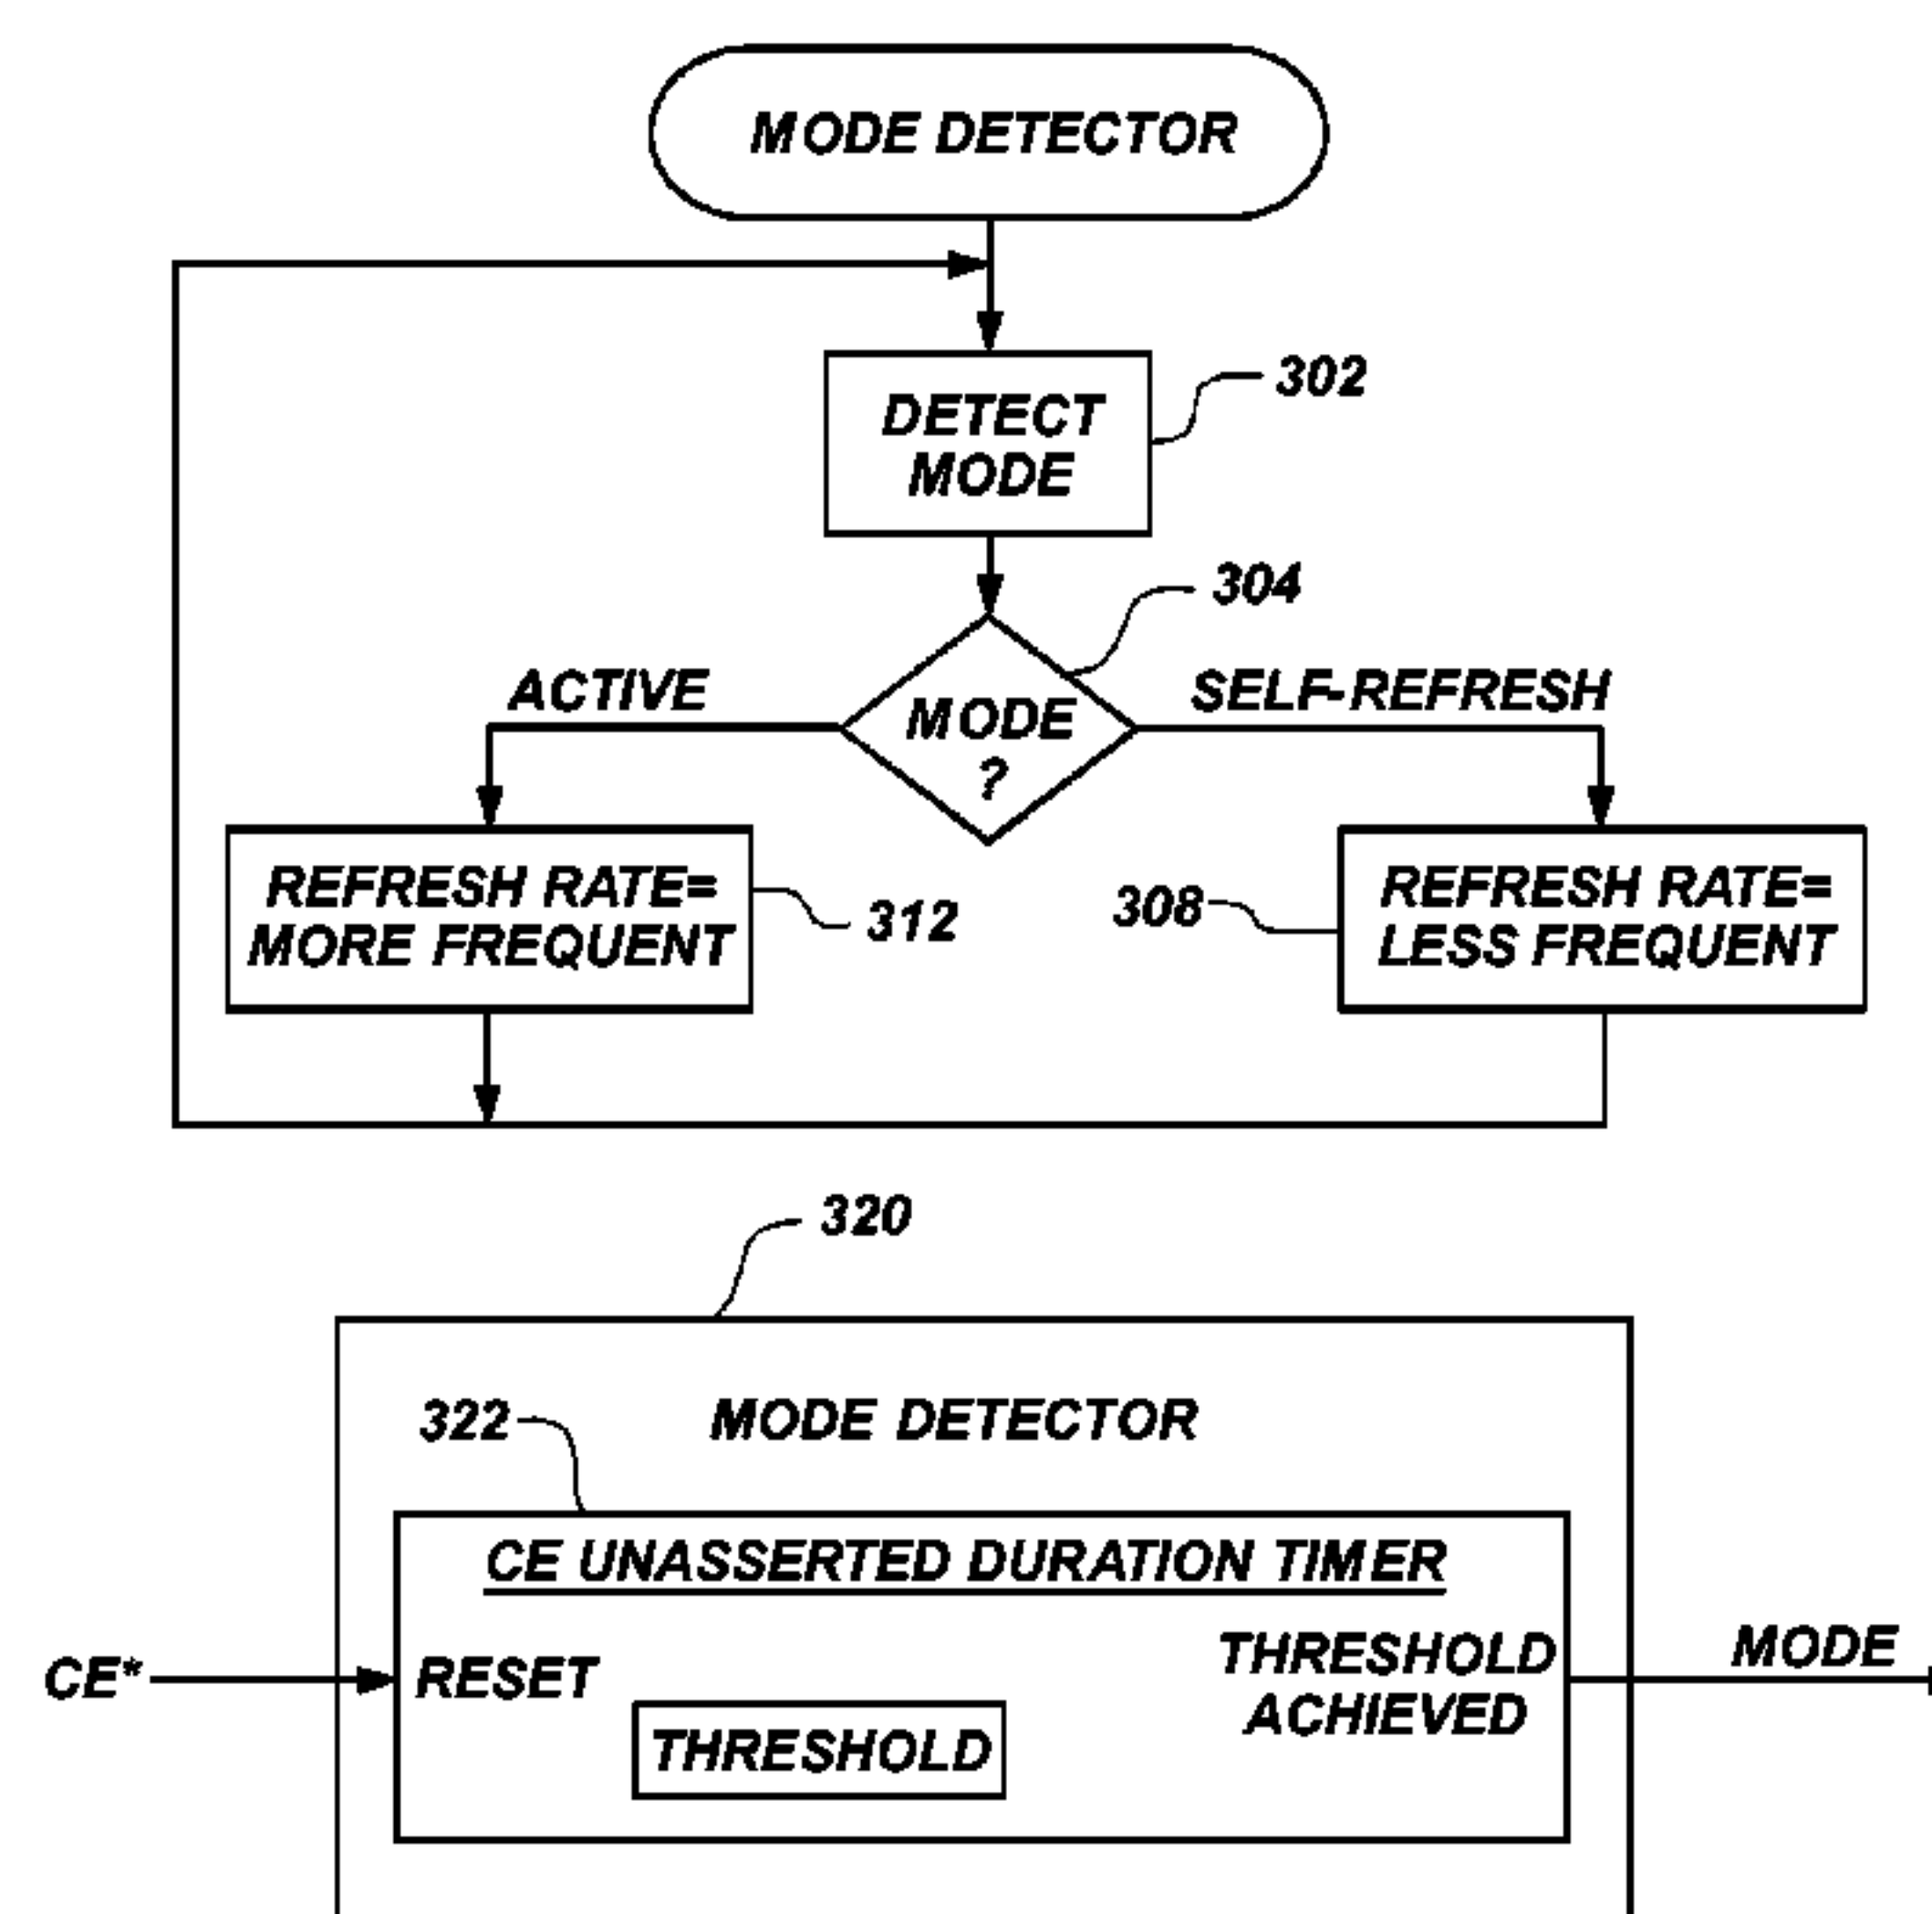 MODE DETECTOR
DETECT
MODE
302
304
ACTIVE
MODE
?
SELF-REFRESH
REFRESH RATE=
MORE FREQUENT
312
308
REFRESH RATE=
LESS FREQUENT
320
MODE DETECTOR
322
CE UNASSERTED DURATION TIMER
CE*
RESET
THRESHOLD
ACHIEVED
MODE
THRESHOLD